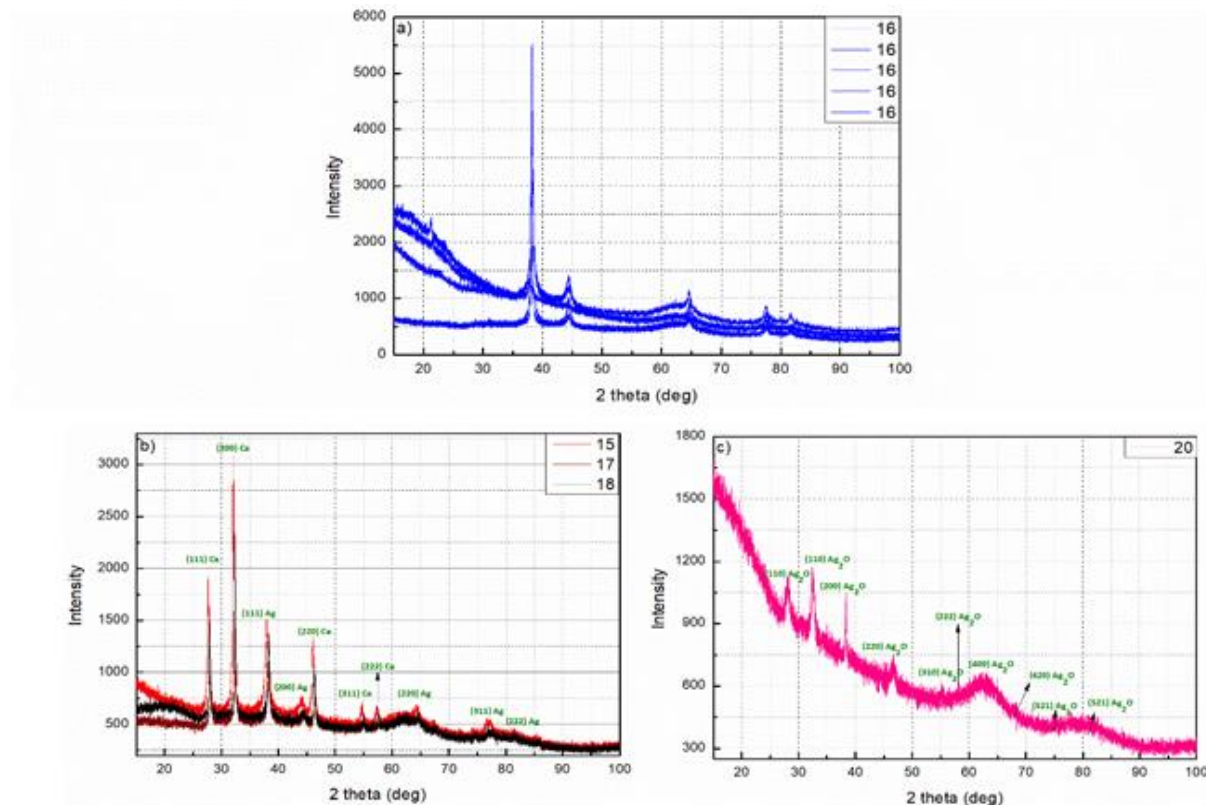 a)
6000
5000
4000
3000
2000
1000
0
Intensity
16
16
16
16
16
20 30 40 50 60 70 80 90 100
2 theta (deg)
b)
3000
2500
2000
1500
1000
500
Intensity
15
17
18
(111) Ca
(111) Ag
(200) Ag
(220) Ca
(311) Ca
(222) Ca
(220) Ag
(311) Ag
(222) Ag
20 30 40 50 60 70 80 90 100
2 theta (deg)
c)
1800
1500
1200
900
600
300
Intensity
20
(110) Ag2O
(110) Ag2O
(200) Ag2O
(220) Ag2O
(222) Ag2O
(310) Ag2O
(400) Ag2O
(420) Ag2O
(521) Ag2O
(521) Ag2O
20 30 40 50 60 70 80 90 100
2 theta (deg)